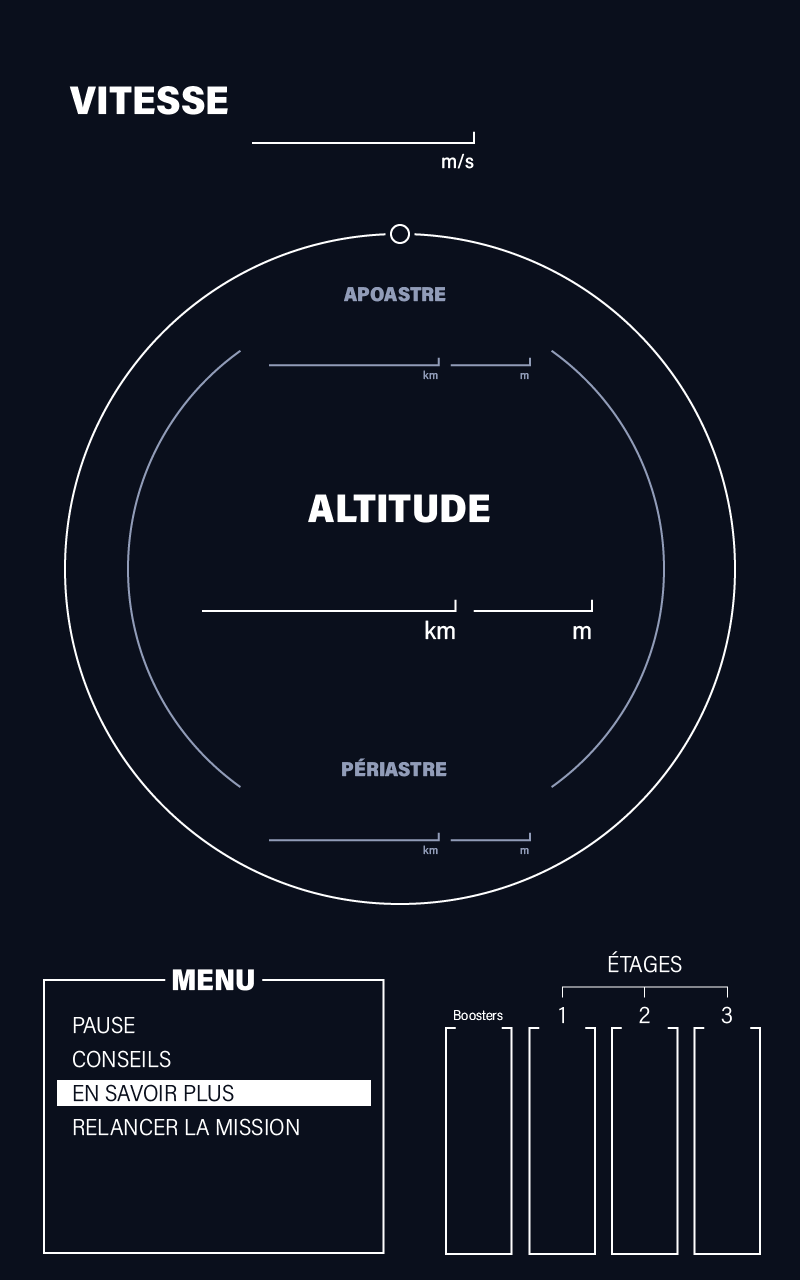 VITESSE
m/s
APOASTRE
km m
ALTITUDE
km m
PÉRIASTRE
km m
MENU
PAUSE
CONSEILS
EN SAVOIR PLUS
RELANCER LA MISSION
ÉTAGES
Boosters 1 2 3